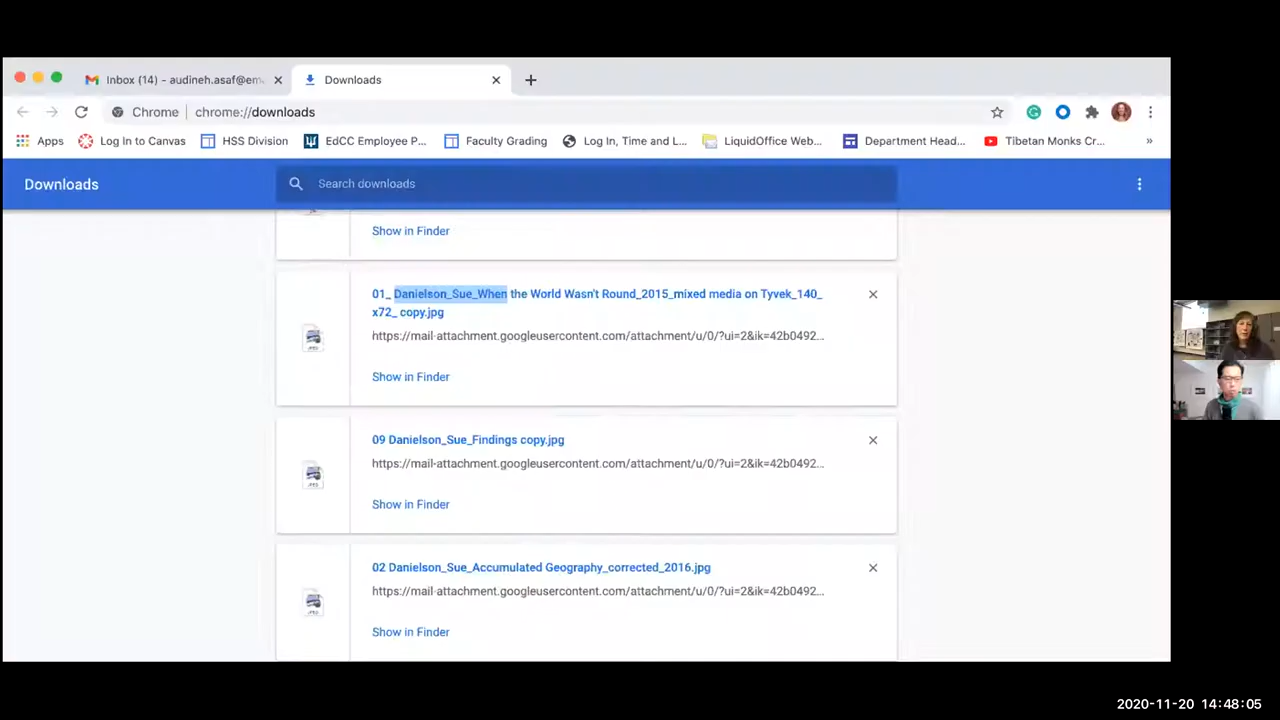 Inbox (14) - audineh.asaf@em
Downloads
Chrome
chrome://downloads
Apps
Log In to Canvas
HSS Division
EdCC Employee P...
Faculty Grading
Log In, Time and L...
LiquidOffice Web...
Department Head...
Tibetan Monks Cr...
»
Downloads
Search downloads
Show in Finder
01_ Danielson_Sue_When the World Wasn't Round_2015_mixed media on Tyvek_140_
x72_ copy.jpg
https://mail-attachment.googleusercontent.com/attachment/u/0/?ui=2&ik=42b0492...
Show in Finder
09 Danielson_Sue_Findings copy.jpg
https://mail-attachment.googleusercontent.com/attachment/u/0/?ui=2&ik=42b0492...
Show in Finder
02 Danielson_Sue_Accumulated Geography_corrected_2016.jpg
https://mail-attachment.googleusercontent.com/attachment/u/0/?ui=2&ik=42b0492...
Show in Finder
2020-11-20 14:48:05